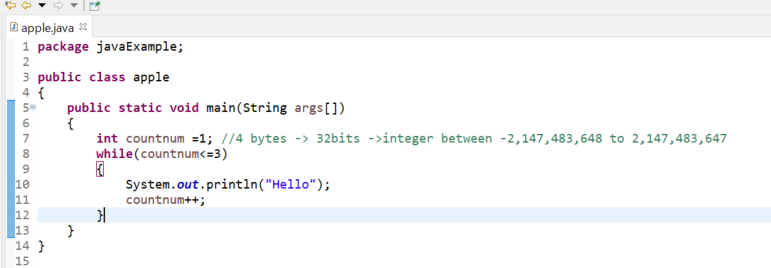 apple.java
1 package javaExample;
2
3 public class apple
4 {
5 public static void main(String args[])
6 {
7 int countnum =1; //4 bytes -> 32bits ->integer between -2,147,483,648 to 2,147,483,647
8 while(countnum<=3)
9 {
10 System.out.println("Hello");
11 countnum++;
12 }
13 }
14 }
15